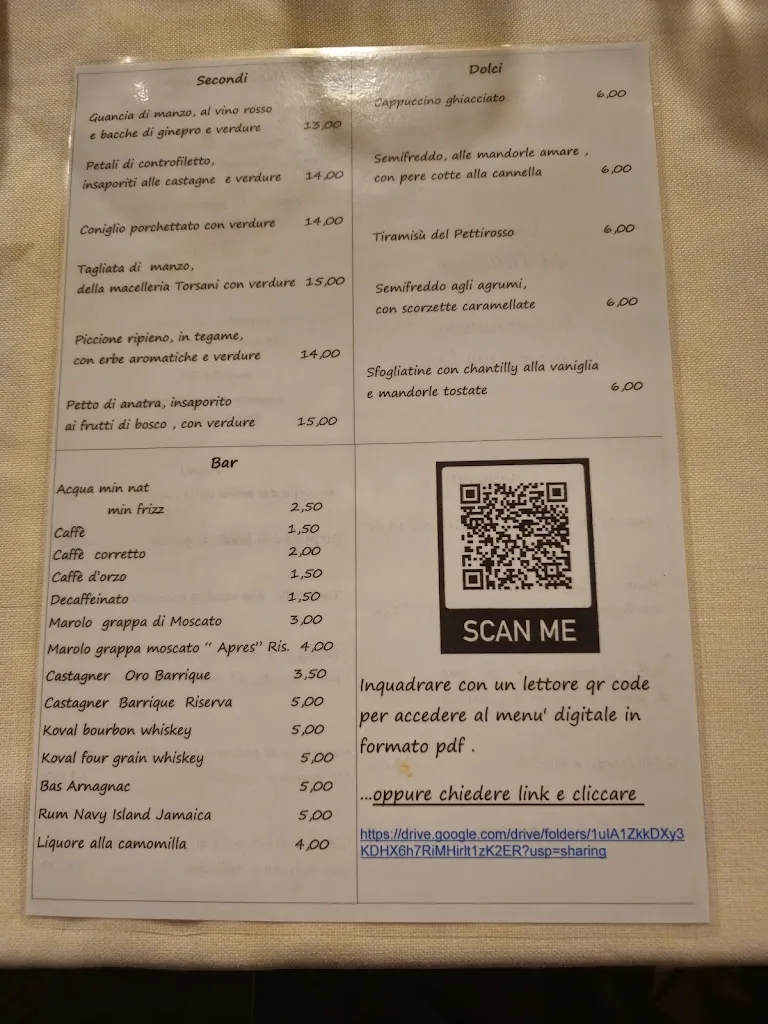 Secondi
Guancia di manzo, al vino rosso
e bacche di ginepro e verdure 13,00
Petali di controfiletto,
insaporiti alle castagne e verdure 14,00
Coniglio porchettato con verdure 14,00
Tagliata di manzo,
della macelleria Torsani con verdure 15,00
Piccione ripieno, in tegame,
con erbe aromatiche e verdure 14,00
Petto di anatra, insaporito
ai frutti di bosco , con verdure 15,00
Dolci
Cappuccino ghiacciato 6,00
Semifreddo, alle mandorle amare ,
con pere cotte alla cannella 6,00
Tiramisù del Pettirosso 6,00
Semifreddo agli agrumi,
con scorzette caramellate 6,00
Sfogliatine con chantilly alla vaniglia
e mandorle tostate 6,00
Bar
Acqua min nat
min frizz 2,50
Caffè 1,50
Caffè corretto 2,00
Caffè d'orzo 1,50
Decaffeinato 1,50
Marolo grappa di Moscato 3,00
Marolo grappa moscato “ Apres” Ris. 4,00
Castagner Oro Barrique 3,50
Castagner Barrique Riserva 5,00
Koval bourbon whiskey 5,00
Koval four grain whiskey 5,00
Bas Arnagnac 5,00
Rum Navy Island Jamaica 5,00
Liquore alla camomilla 4,00
SCAN ME
Inquadrare con un lettore qr code
per accedere al menu' digitale in
formato pdf .
...oppure chiedere link e cliccare
https://drive.google.com/drive/folders/1ulA1ZkkDXy3
KDHX6h7RiMHirlt1zK2ER?usp=sharing